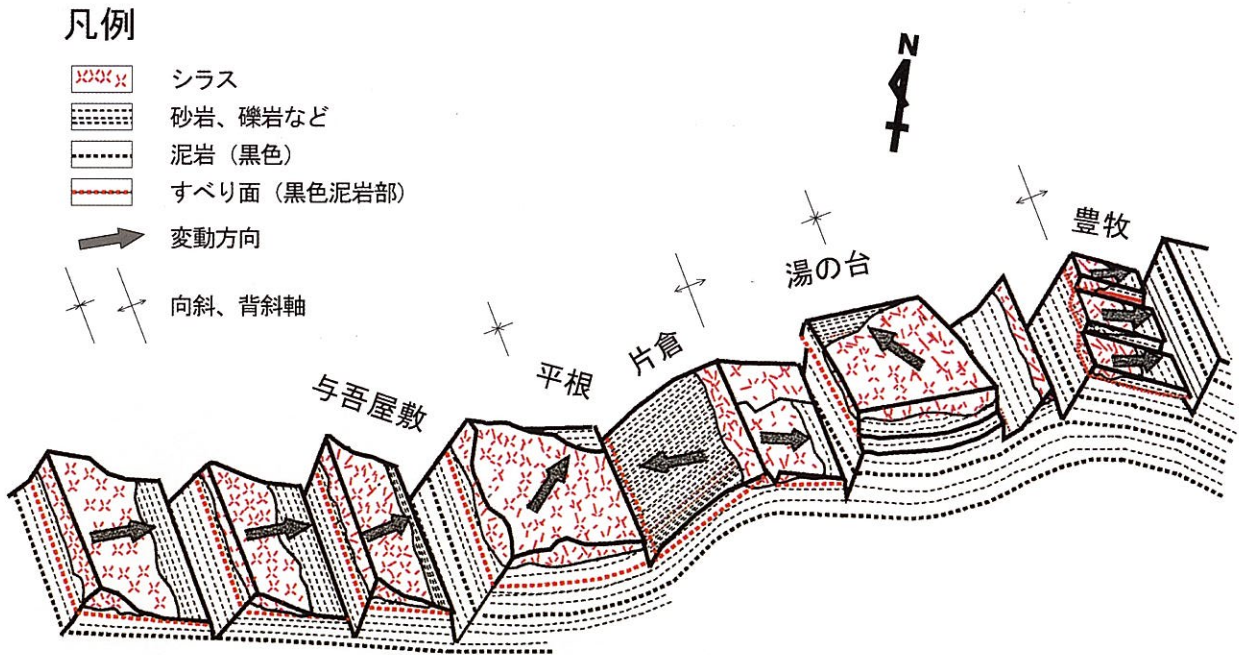 凡例
シラス
砂岩、礫岩など
泥岩（黒色）
すべり面（黒色泥岩部）
変動方向
向斜、背斜軸
N
豊牧
湯の台
片倉
平根
与吾屋敷